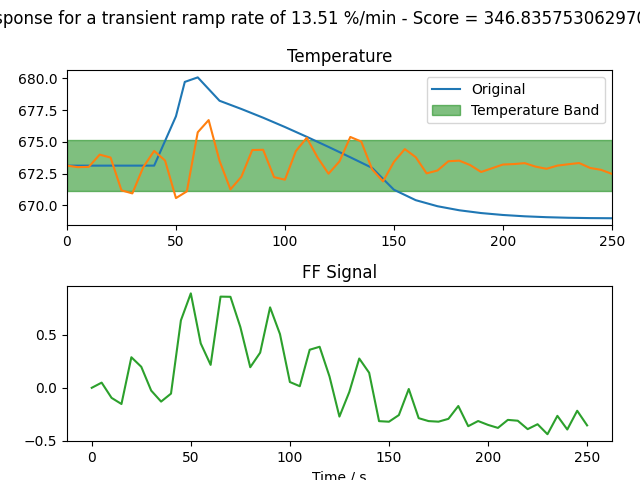 sponse for a transient ramp rate of 13.51 %/min - Score = 346.835753062970
Temperature
680.0
677.5
675.0
672.5
670.0
Original
Temperature Band
0 50 100 150 200 250
FF Signal
0.5
0.0
−0.5
0 50 100 150 200 250
Time / s